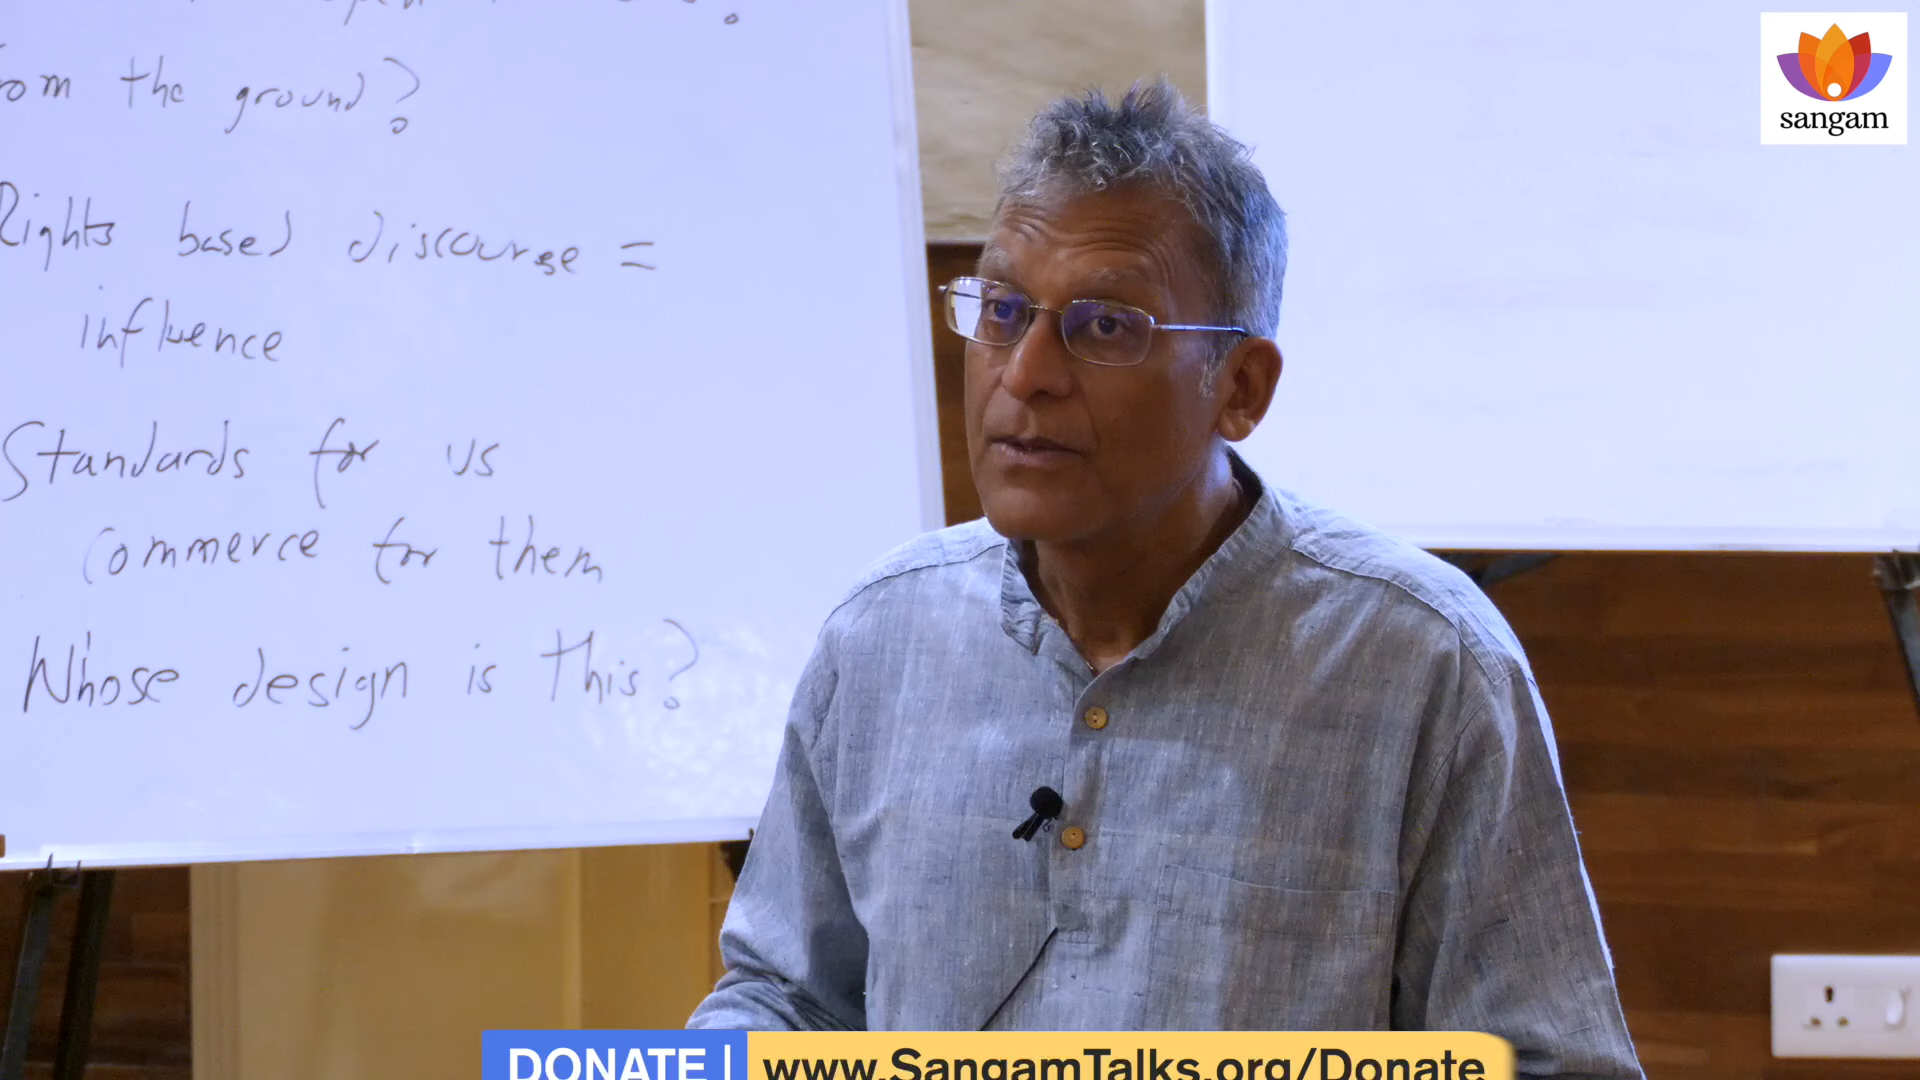 from the ground?
Rights based discourse =
influence
Standards for us
commerce for them
Whose design is this?
sangam
DONATE | www.SangamTalks.org/Donate